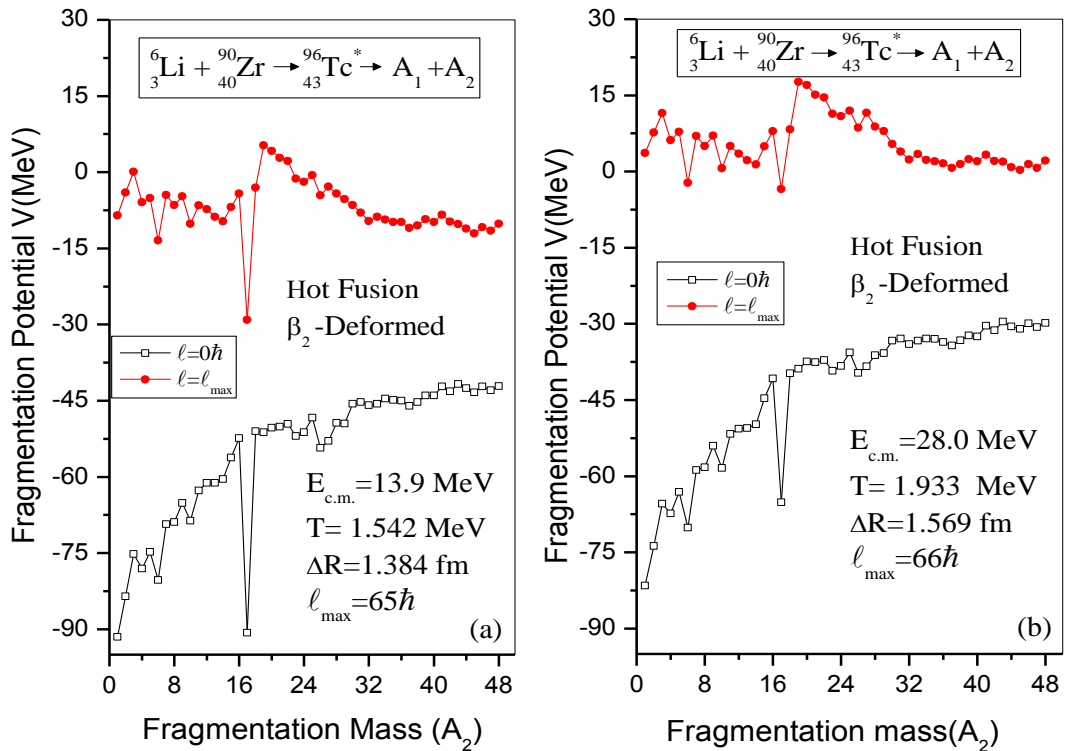 ⁶₃Li + ⁹⁰₄₀Zr → ⁹⁶₄₃Tc* → A₁ +A₂
30
15
0
-15
-30
-45
-60
-75
-90
Fragmentation Potential V(MeV)
Hot Fusion
β₂ -Deformed
ℓ=0ℏ
ℓ=ℓmax
E_c.m.=13.9 MeV
T= 1.542 MeV
ΔR=1.384 fm
ℓmax=65ℏ
(a)
0 8 16 24 32 40 48
Fragmentation Mass (A₂)
⁶₃Li + ⁹⁰₄₀Zr → ⁹⁶₄₃Tc* → A₁ +A₂
30
15
0
-15
-30
-45
-60
-75
-90
Fragmentation Potential V(MeV)
Hot Fusion
β₂ -Deformed
ℓ=0ℏ
ℓ=ℓmax
E_c.m.=28.0 MeV
T= 1.933 MeV
ΔR=1.569 fm
ℓmax=66ℏ
(b)
0 8 16 24 32 40 48
Fragmentation mass(A₂)